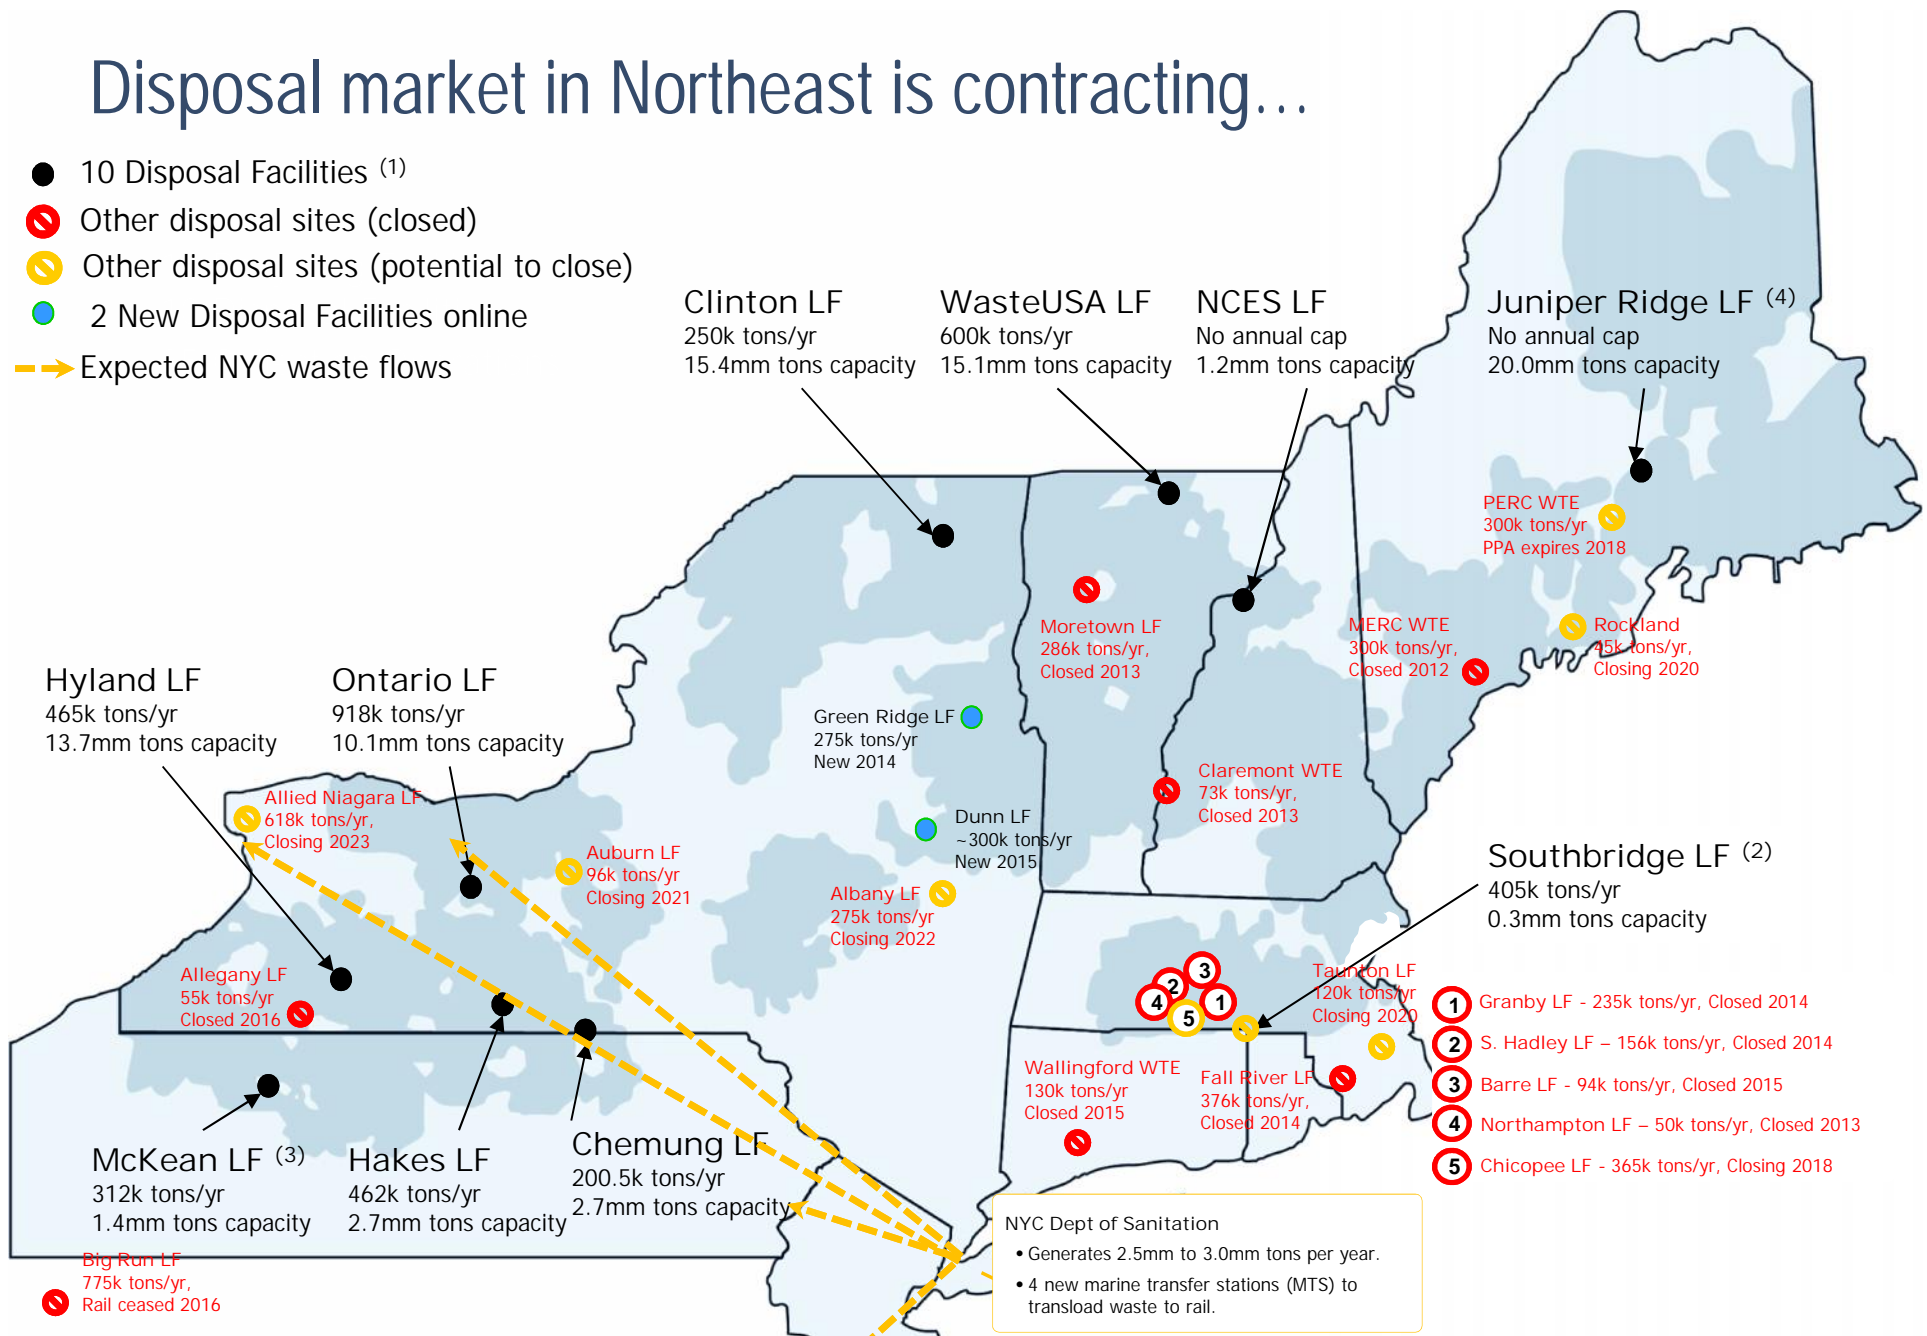 Disposal market in Northeast is contracting…
10 Disposal Facilities (1)
Other disposal sites (closed)
Other disposal sites (potential to close)
2 New Disposal Facilities online
Expected NYC waste flows
Clinton LF
250k tons/yr
15.4mm tons capacity
WasteUSA LF
600k tons/yr
15.1mm tons capacity
NCES LF
No annual cap
1.2mm tons capacity
Juniper Ridge LF (4)
No annual cap
20.0mm tons capacity
PERC WTE
300k tons/yr
PPA expires 2018
Moretown LF
286k tons/yr,
Closed 2013
MERC WTE
300k tons/yr,
Closed 2012
Rockland
45k tons/yr,
Closing 2020
Hyland LF
465k tons/yr
13.7mm tons capacity
Ontario LF
918k tons/yr
10.1mm tons capacity
Green Ridge LF
275k tons/yr
New 2014
Claremont WTE
73k tons/yr,
Closed 2013
Allied Niagara LF
618k tons/yr,
Closing 2023
Dunn LF
~300k tons/yr
New 2015
Auburn LF
96k tons/yr
Closing 2021
Albany LF
275k tons/yr
Closing 2022
Southbridge LF (2)
405k tons/yr
0.3mm tons capacity
Allegany LF
55k tons/yr
Closed 2016
Taunton LF
120k tons/yr
Closing 2020
3
2
4
1
5
1 Granby LF - 235k tons/yr, Closed 2014
2 S. Hadley LF – 156k tons/yr, Closed 2014
3 Barre LF - 94k tons/yr, Closed 2015
4 Northampton LF – 50k tons/yr, Closed 2013
5 Chicopee LF - 365k tons/yr, Closing 2018
Wallingford WTE
130k tons/yr
Closed 2015
Fall River LF
376k tons/yr,
Closed 2014
McKean LF (3)
312k tons/yr
1.4mm tons capacity
Hakes LF
462k tons/yr
2.7mm tons capacity
Chemung LF
200.5k tons/yr
2.7mm tons capacity
Big Run LF
775k tons/yr,
Rail ceased 2016
NYC Dept of Sanitation
• Generates 2.5mm to 3.0mm tons per year.
• 4 new marine transfer stations (MTS) to
transload waste to rail.